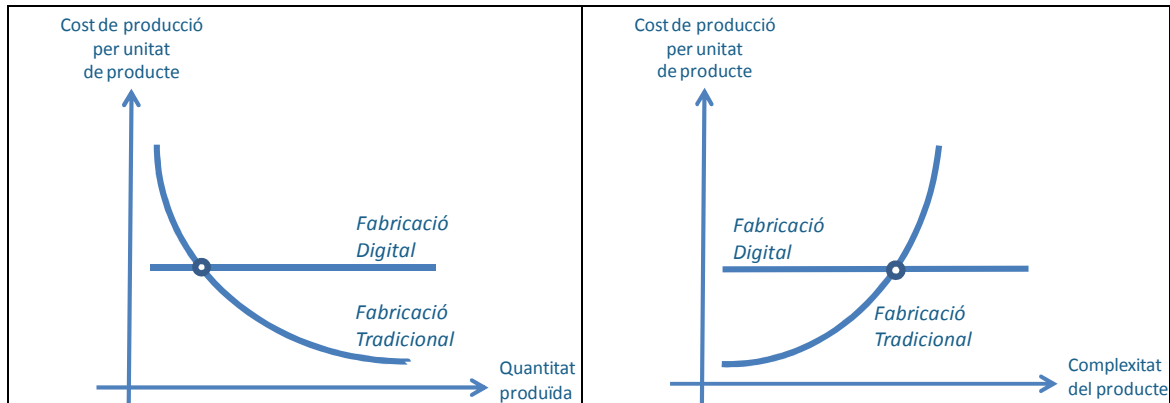 Cost de producció
per unitat
de producte
Fabricació
Digital
Fabricació
Tradicional
Quantitat
produïda
Cost de producció
per unitat
de producte
Fabricació
Digital
Fabricació
Tradicional
Complexitat
del producte